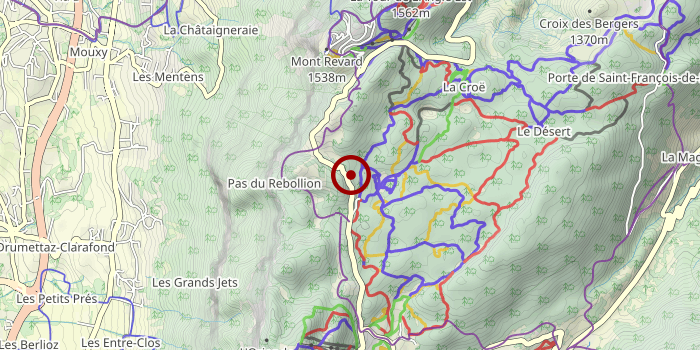 1562m
Croix des Bergers
1370m
La Châtaigneraie
Mouxy
Mont Revard
1538m
Les Mentens
La Croë
Porte de Saint-François-de-
Le Désert
La Mag
Pas du Rebollion
Drumettaz-Clarafond
Les Grands Jets
Les Petits Prés
Les Berlioz
Les Entre-Clos